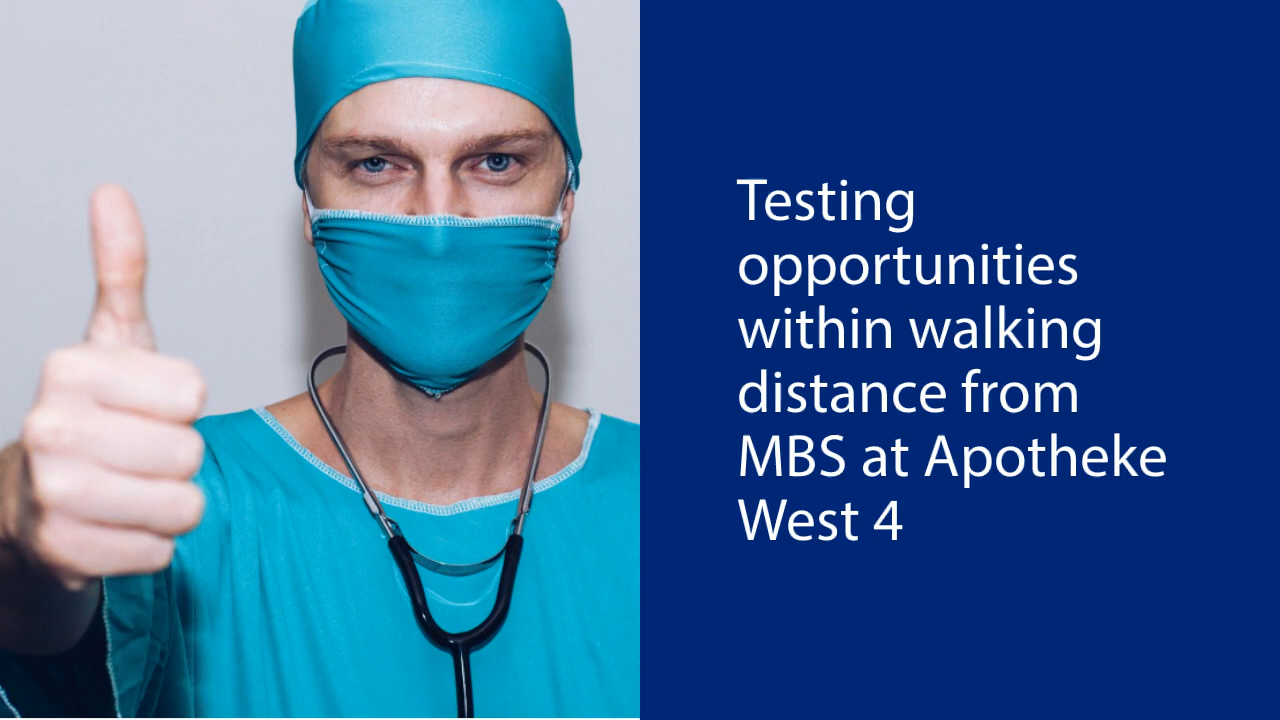 Testing
opportunities
within walking
distance from
MBS at Apotheke
West 4